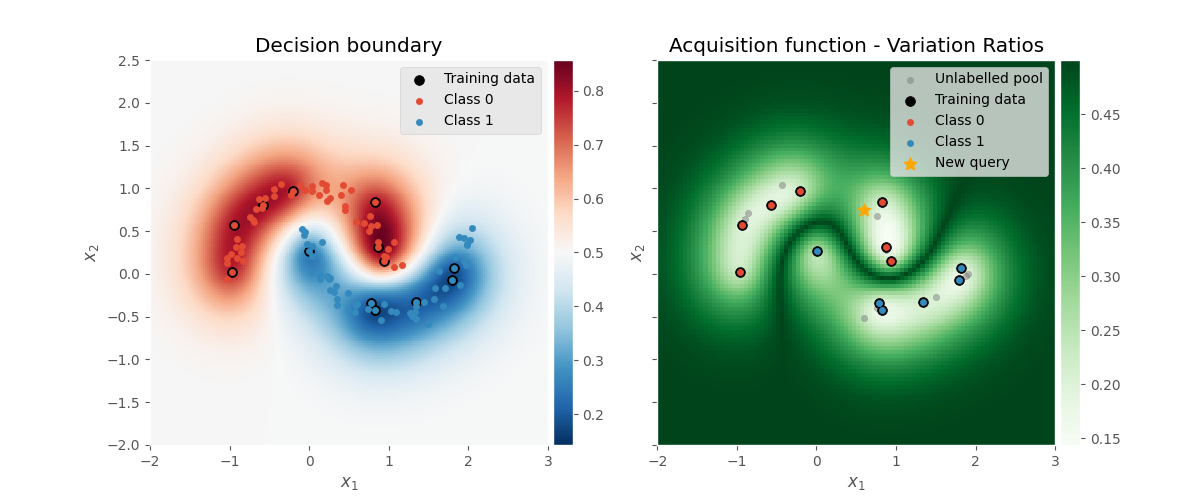 Decision boundary
Training data
Class 0
Class 1
2.5
2.0
1.5
1.0
0.5
0.0
−0.5
−1.0
−1.5
−2.0
x2
−2
−1
0
1
2
3
x1
0.8
0.7
0.6
0.5
0.4
0.3
0.2
Acquisition function - Variation Ratios
Unlabelled pool
Training data
Class 0
Class 1
New query
x2
−2
−1
0
1
2
3
x1
0.45
0.40
0.35
0.30
0.25
0.20
0.15